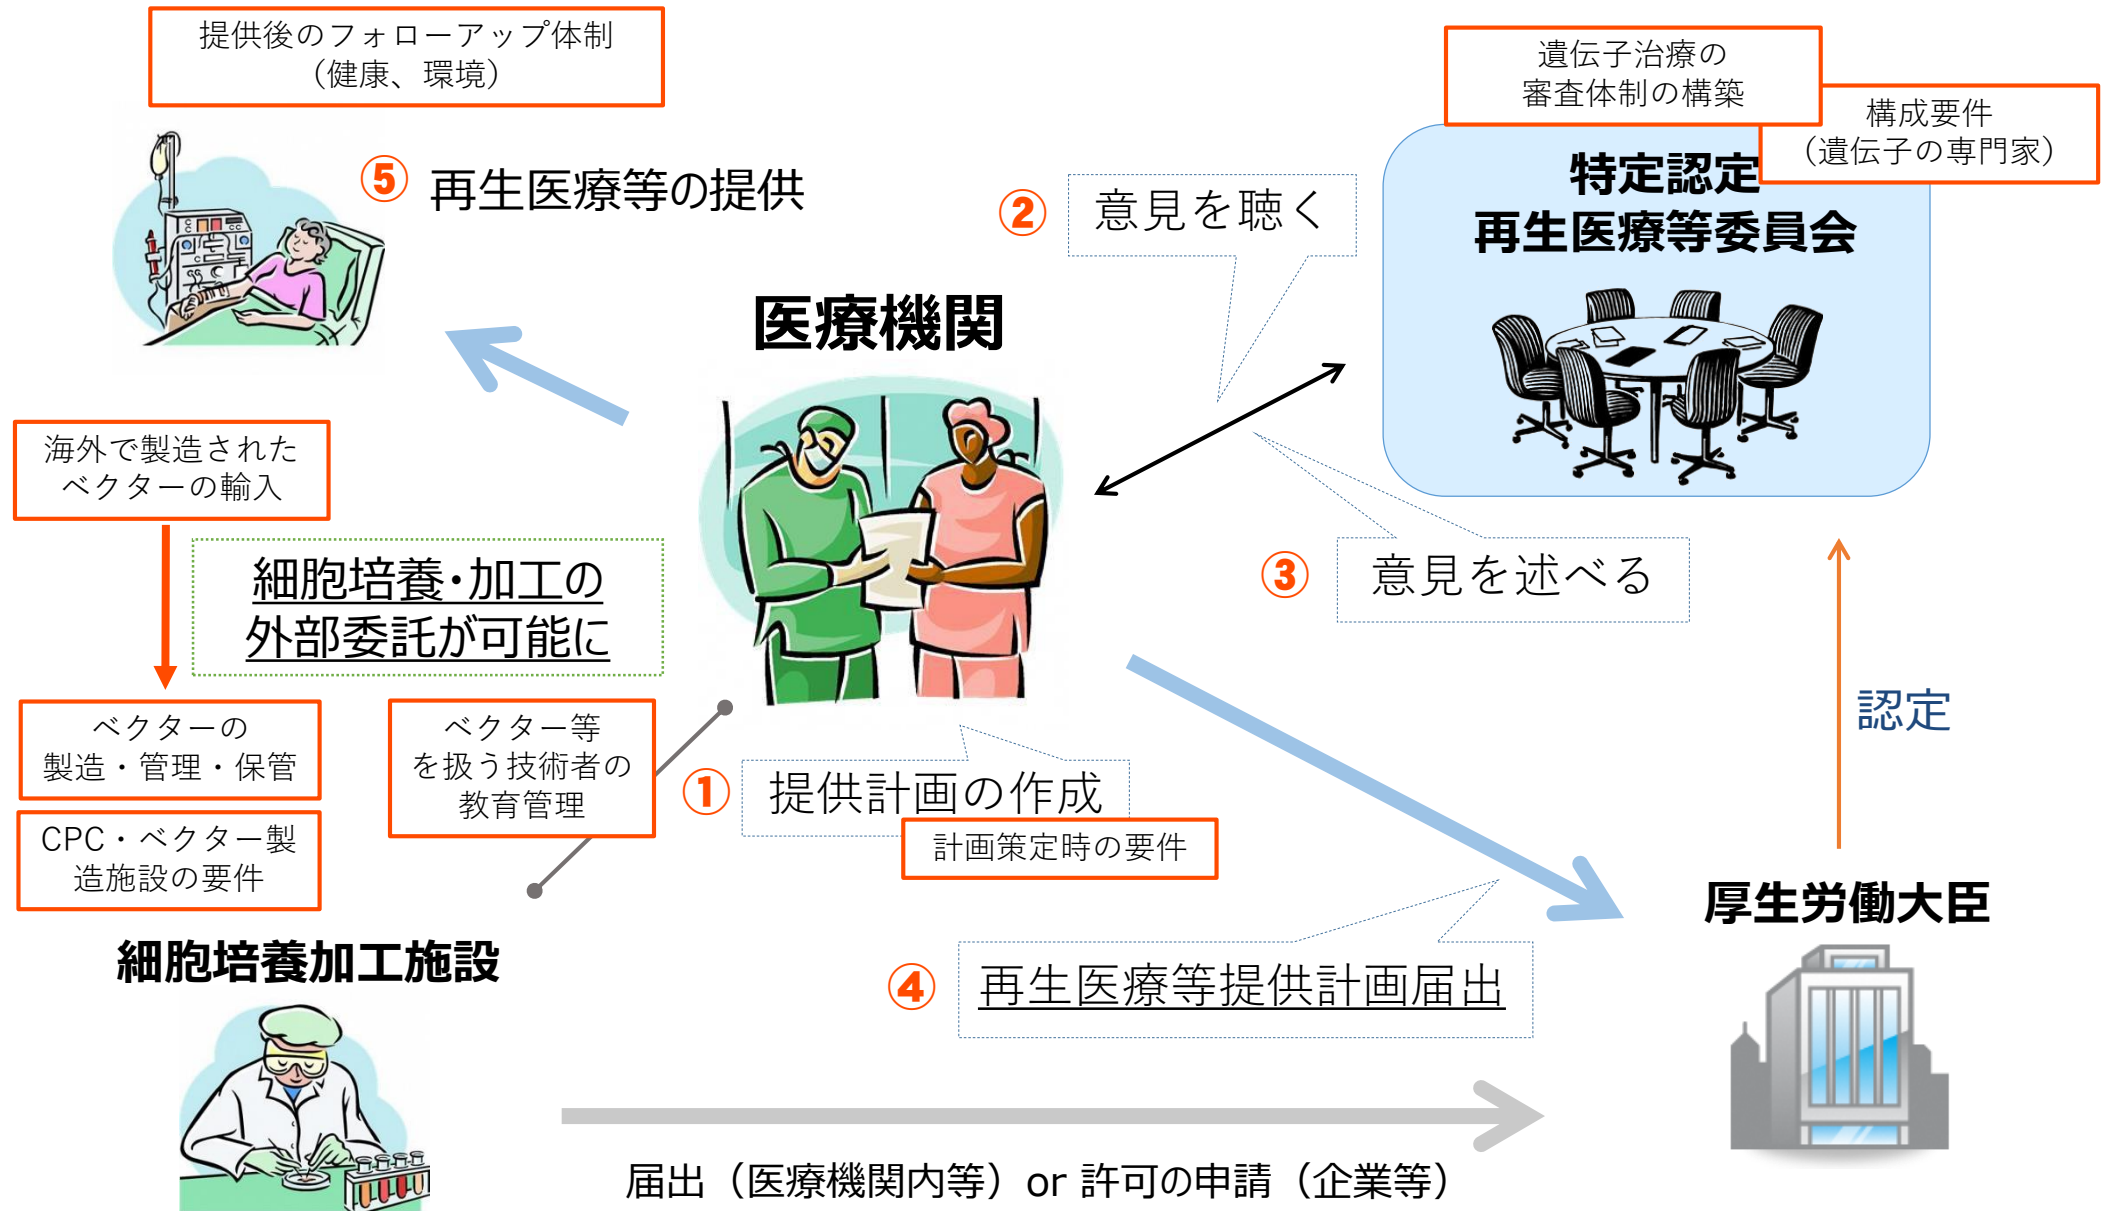 提供後のフォローアップ体制
（健康、環境）
遺伝子治療の
審査体制の構築
構成要件
（遺伝子の専門家）
⑤ 再生医療等の提供
② 意見を聴く
特定認定
再生医療等委員会
医療機関
海外で製造された
ベクターの輸入
細胞培養・加工の
外部委託が可能に
③ 意見を述べる
認定
ベクターの
製造・管理・保管
ベクター等
を扱う技術者の
教育管理
① 提供計画の作成
計画策定時の要件
CPC・ベクター製
造施設の要件
厚生労働大臣
細胞培養加工施設
④ 再生医療等提供計画届出
届出（医療機関内等）or 許可の申請（企業等）